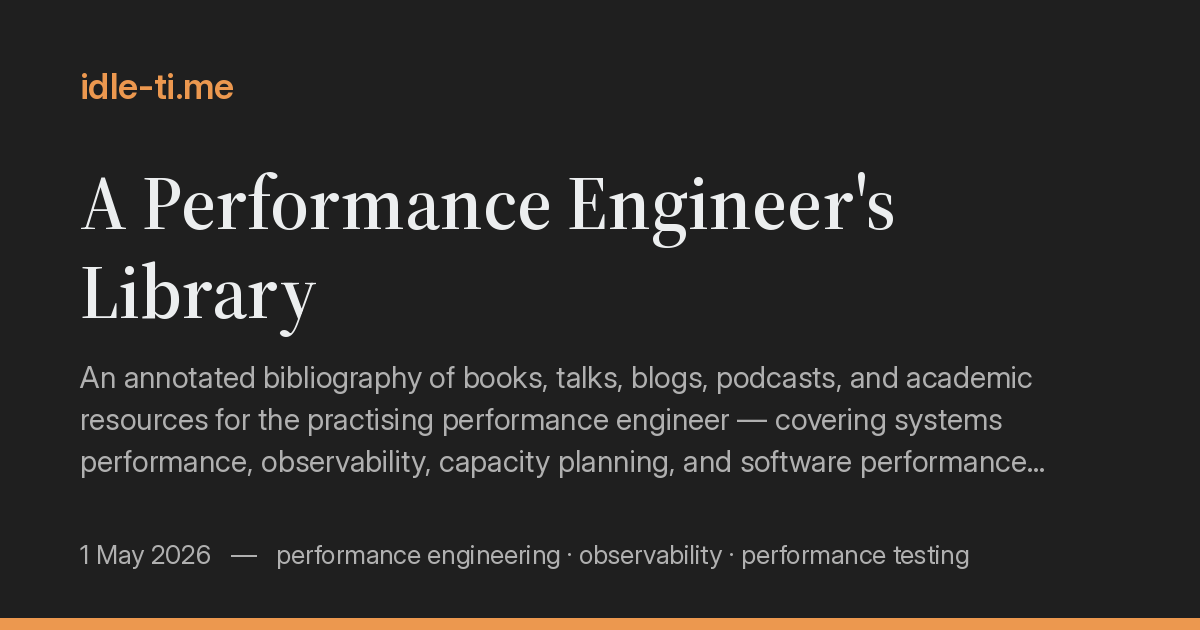 idle-ti.me
A Performance Engineer's
Library
An annotated bibliography of books, talks, blogs, podcasts, and academic
resources for the practising performance engineer — covering systems
performance, observability, capacity planning, and software performance...
1 May 2026 — performance engineering · observability · performance testing